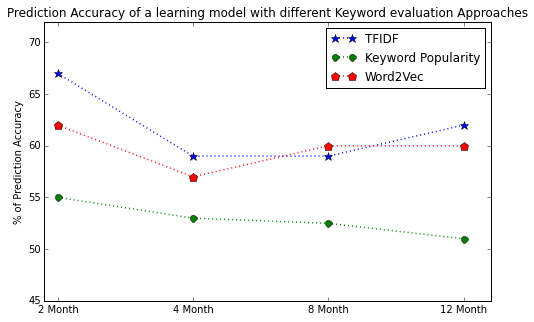 Prediction Accuracy of a learning model with different Keyword evaluation Approaches
TFIDF
Keyword Popularity
Word2Vec
% of Prediction Accuracy
70
65
60
55
50
45
2 Month
4 Month
8 Month
12 Month